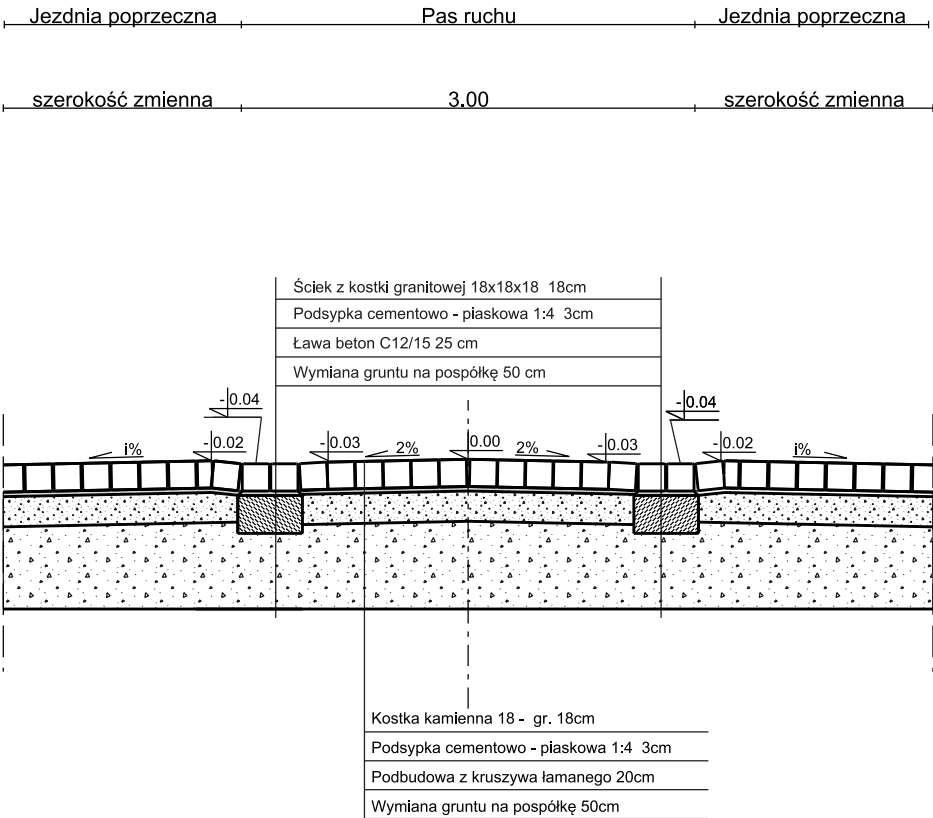 Jezdnia poprzeczna Pas ruchu Jezdnia poprzeczna
szerokość zmienna 3.00 szerokość zmienna
Ściek z kostki granitowej 18x18x18 18cm
Podsypka cementowo - piaskowa 1:4 3cm
Ława beton C12/15 25 cm
Wymiana gruntu na pospółkę 50 cm
-0.04 -0.04
i% -0.02 -0.03 2% 0.00 2% -0.03 -0.02 i%
Kostka kamienna 18 - gr. 18cm
Podsypka cementowo - piaskowa 1:4 3cm
Podbudowa z kruszywa łamanego 20cm
Wymiana gruntu na pospółkę 50cm